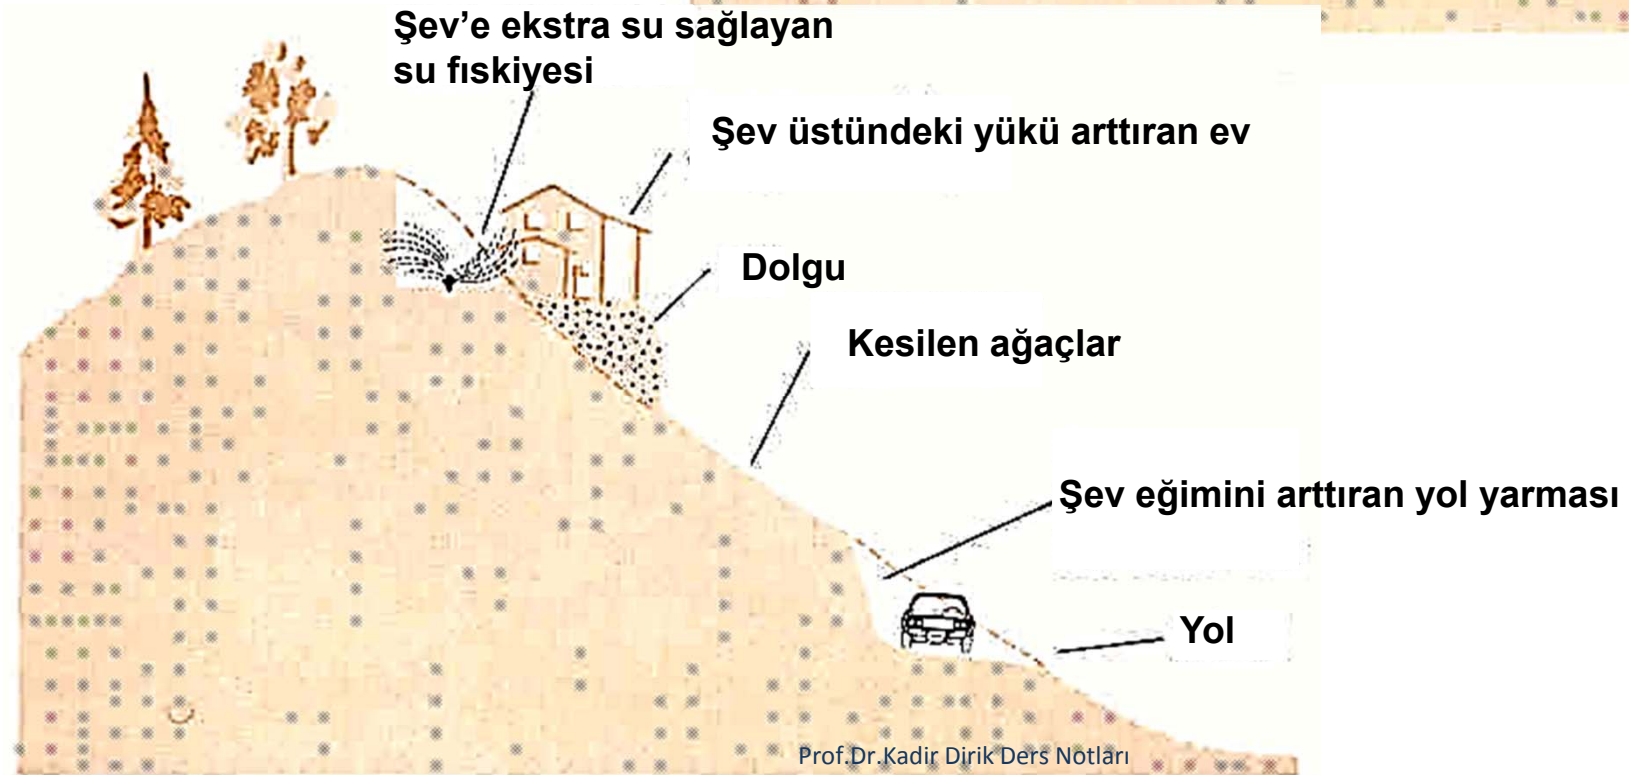 Şev’e ekstra su sağlayan
su fıskiyesi
Şev üstündeki yükü arttıran ev
Dolgu
Kesilen ağaçlar
Şev eğimini arttıran yol yarması
Yol
Prof.Dr.Kadir Dirik Ders Notları